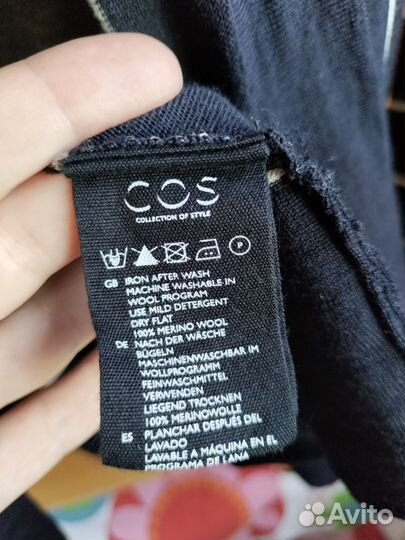 COS
COLLECTION OF STYLE
P
GB IRON AFTER WASH
MACHINE WASHABLE IN
WOOL PROGRAM
USE MILD DETERGENT
DRY FLAT
100% MERINO WOOL
DE NACH DER WÄSCHE
BÜGELN
MASCHINENWASCHBAR IM
WOLLPROGRAMM
FEINWASCHMITTEL
VERWENDEN
LIEGEND TROCKNEN
100% MERINOWOLLE
ES PLANCHAR DESPUÉS DEL
LAVADO
LAVABLE A MÁQUINA EN EL
PROGRAMA DE LANA
Avito